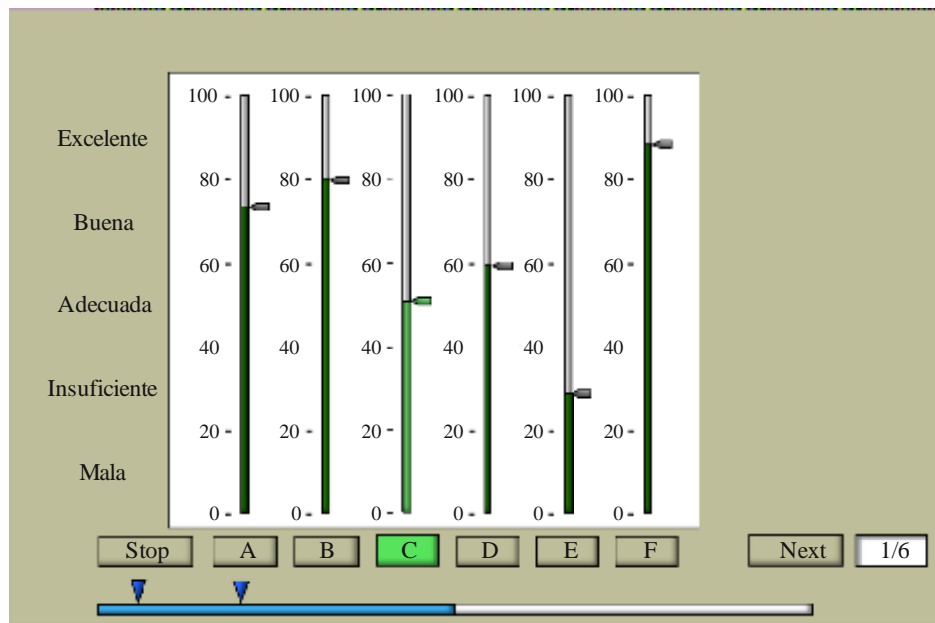 100 - 100 - 100 - 100 - 100 - 100 -
Excelente
80 - 80 - 80 - 80 - 80 - 80 -
Buena
60 - 60 - 60 - 60 - 60 - 60 -
Adecuada
40 40 40 - 40 40 40
Insuficiente
20 - 20 - 20 - 20 - 20 - 20 -
Mala
0 - 0 - 0 - 0 - 0 - 0 -
Stop A B C D E F Next 1/6